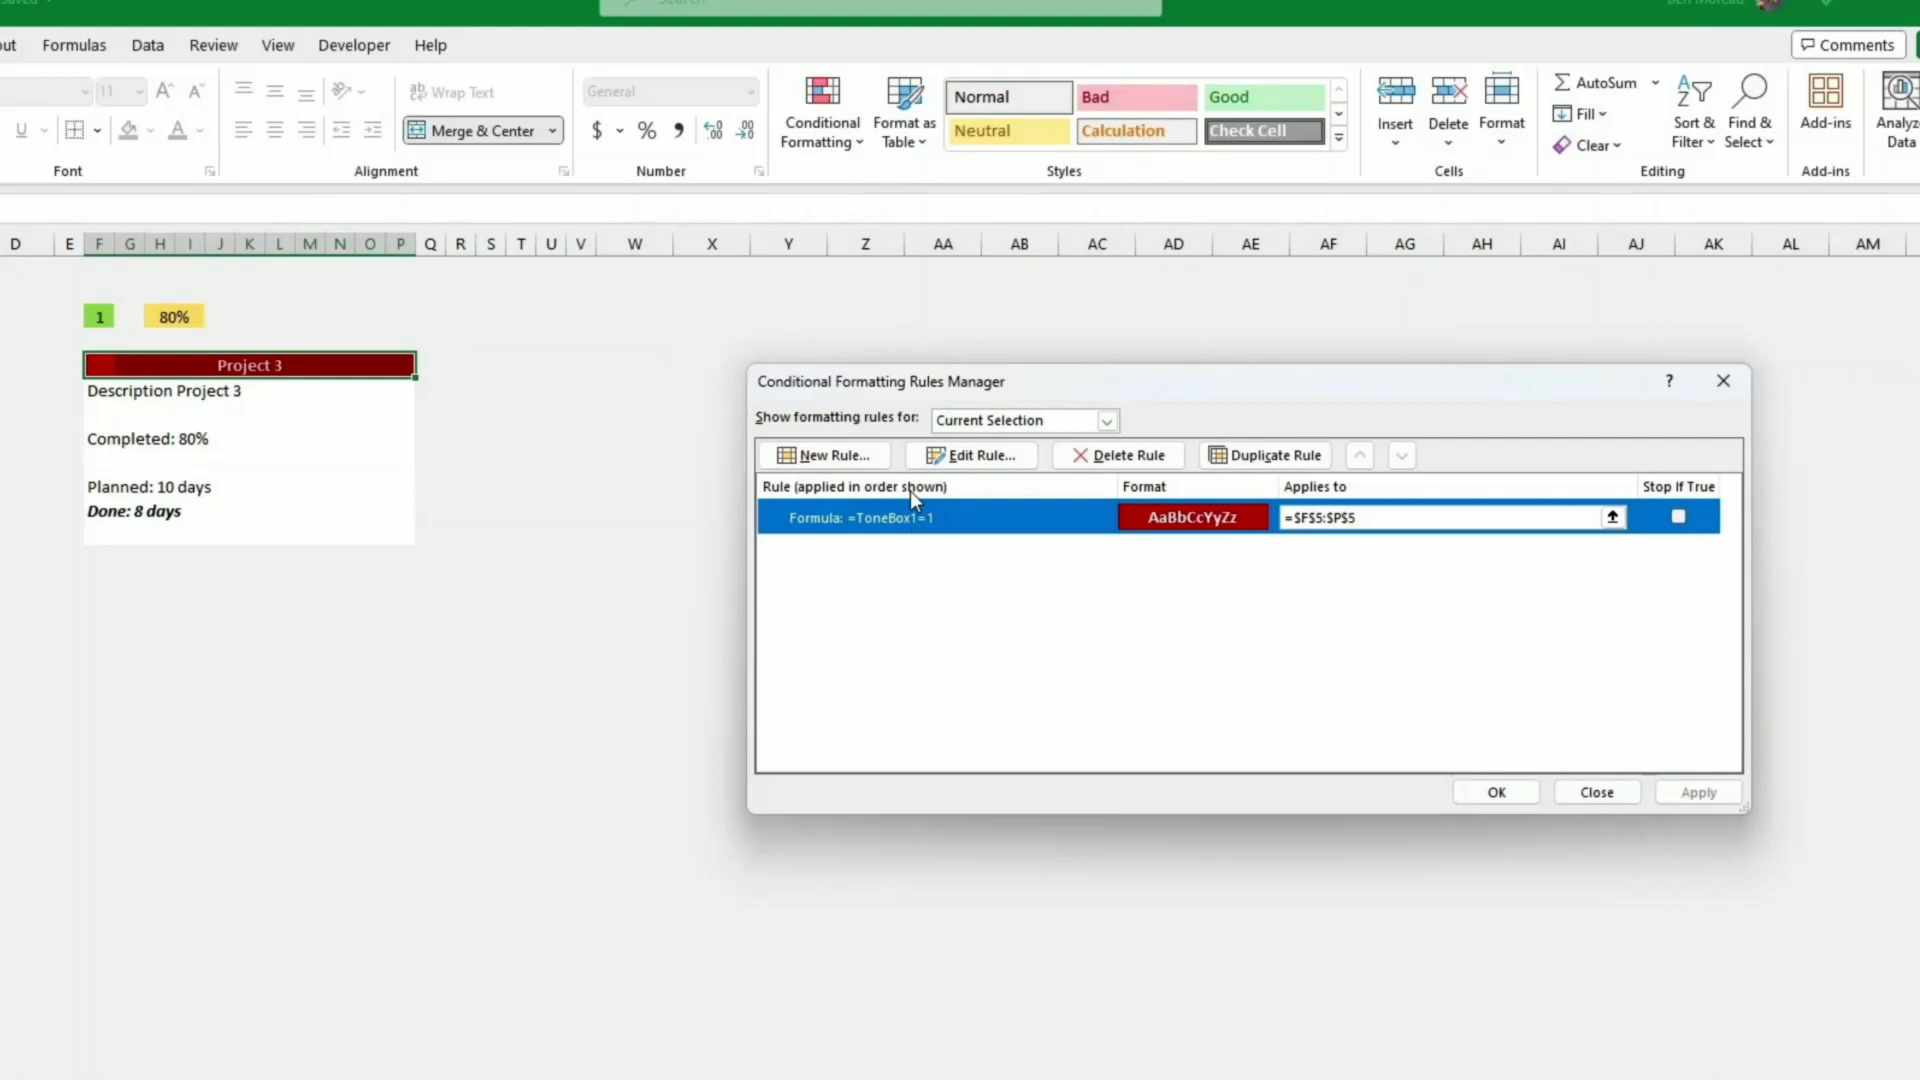 Saved
Search
Ben Moreau
out Formulas Data Review View Developer Help
Comments
11
General
Wrap Text
Merge & Center
Conditional Formatting
Format as Table
Normal Bad Good
Neutral Calculation Check Cell
Insert Delete Format
AutoSum
Fill
Clear
Sort & Filter
Find & Select
Add-ins
Analyze Data
Font Alignment Number Styles Cells Editing Add-ins
D E F G H I J K L M N O P Q R S T U V W X Y Z AA AB AC AD AE AF AG AH AI AJ AK AL AM
1 80%
Project 3
Description Project 3
Completed: 80%
Planned: 10 days
Done: 8 days
Conditional Formatting Rules Manager
Show formatting rules for: Current Selection
New Rule... Edit Rule... Delete Rule Duplicate Rule
Rule (applied in order shown) Format Applies to Stop If True
Formula: =ToneBox1=1 AaBbCcYyZz =$F$5:$P$5
OK Close Apply